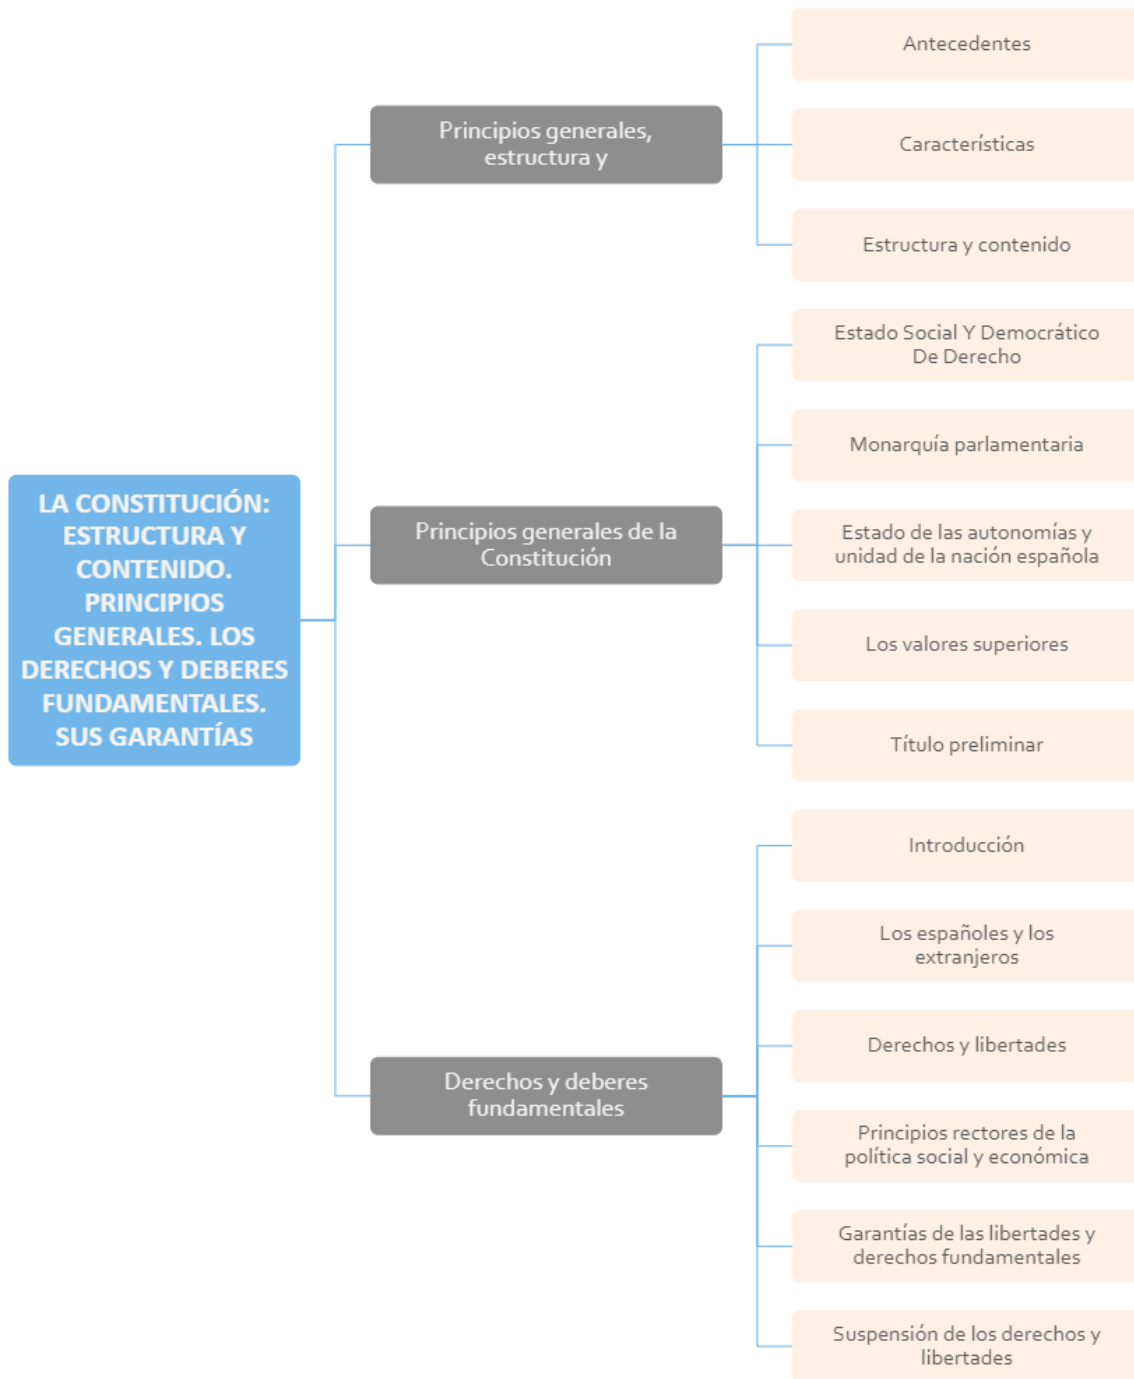 LA CONSTITUCIÓN:
ESTRUCTURA Y
CONTENIDO.
PRINCIPIOS
GENERALES. LOS
DERECHOS Y DEBERES
FUNDAMENTALES.
SUS GARANTÍAS
Principios generales,
estructura y
Antecedentes
Características
Estructura y contenido
Principios generales de la
Constitución
Estado Social Y Democrático
De Derecho
Monarquía parlamentaria
Estado de las autonomías y
unidad de la nación española
Los valores superiores
Título preliminar
Derechos y deberes
fundamentales
Introducción
Los españoles y los
extranjeros
Derechos y libertades
Principios rectores de la
política social y económica
Garantías de las libertades y
derechos fundamentales
Suspensión de los derechos y
libertades